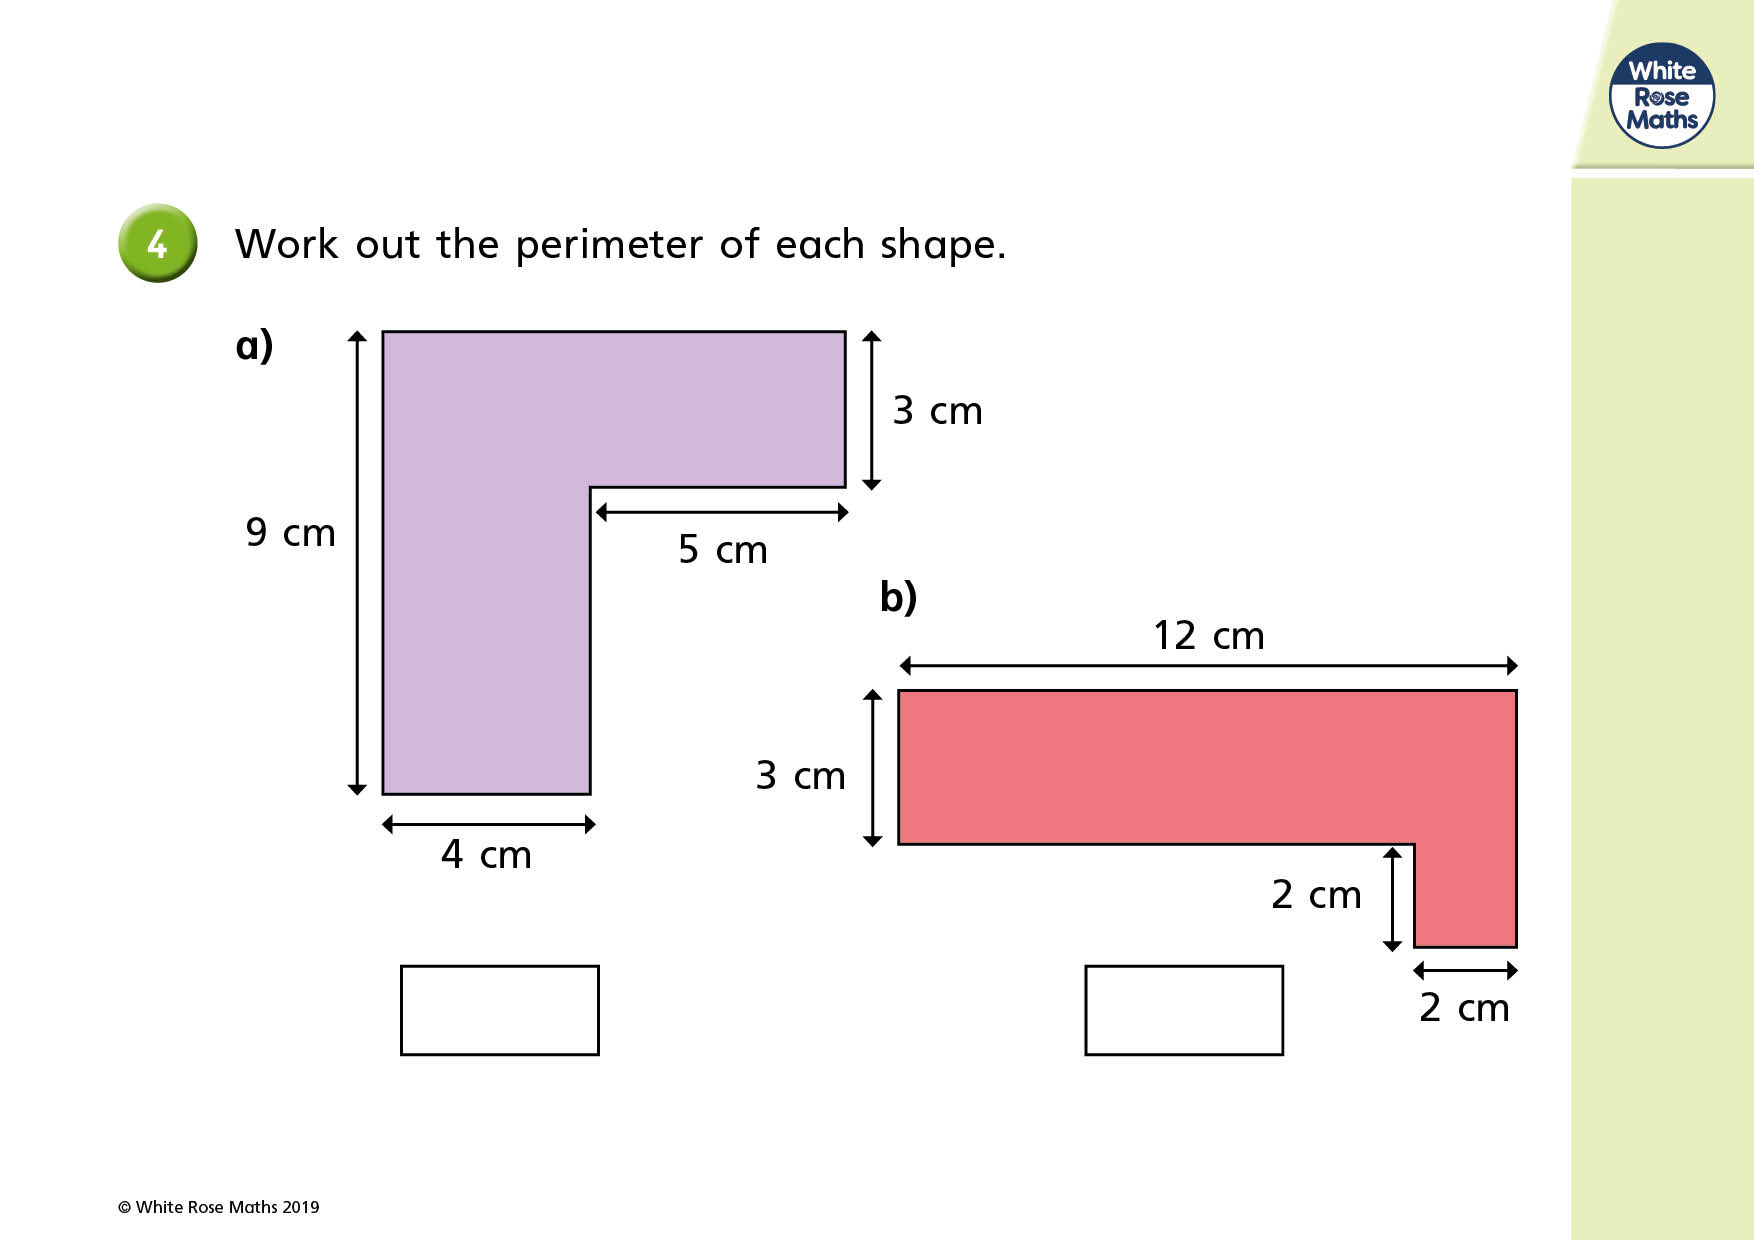 White
Rose
Maths
4 Work out the perimeter of each shape.
a)
3 cm
9 cm
5 cm
4 cm
b)
12 cm
3 cm
2 cm
2 cm
© White Rose Maths 2019